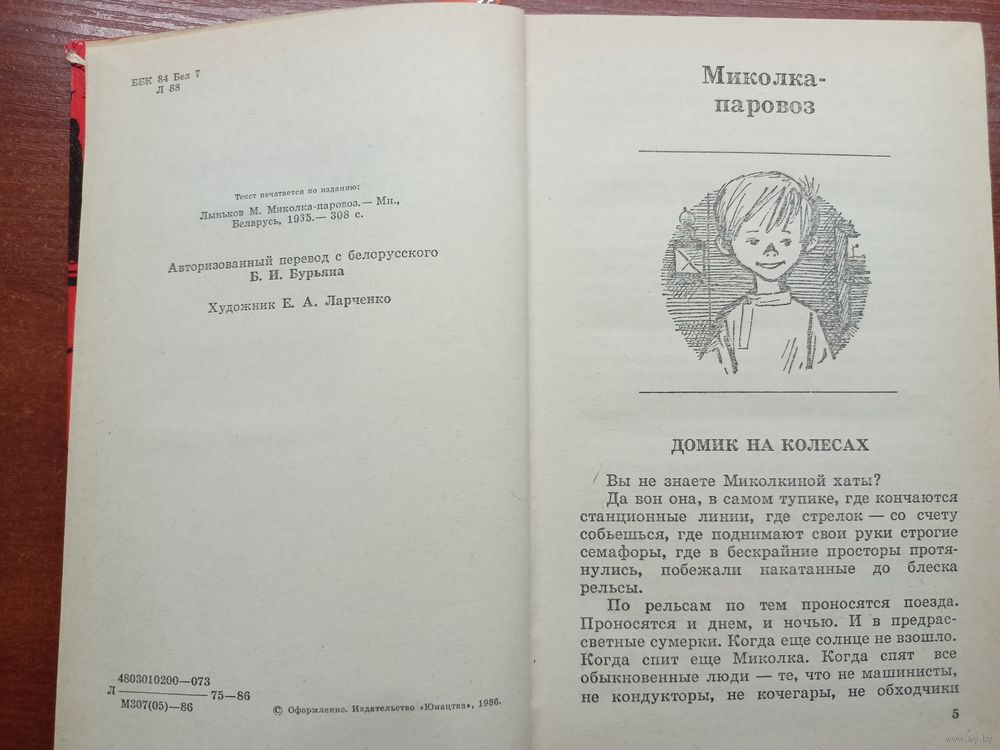 ББК 84 Бел 7
Л 88
Текст печатается по изданию:
Лыньков М. Миколка-паровоз.— Мн.,
Беларусь, 1935.— 308 с.
Авторизованный перевод с белорусского
Б. И. Бурьяна
Художник Е. А. Ларченко
4803010200—073
Л ——————— 75—86
М307(05)—86
© Оформление. Издательство «Юнацтва», 1986.
Миколка-
паровоз
ДОМИК НА КОЛЕСАХ
Вы не знаете Миколкиной хаты?
Да вон она, в самом тупике, где кончаются
станционные линии, где стрелок — со счету
собьешься, где поднимают свои руки строгие
семафоры, где в бескрайние просторы протя-
нулись, побежали накатанные до блеска
рельсы.
По рельсам по тем проносятся поезда.
Проносятся и днем, и ночью. И в предрас-
светные сумерки. Когда еще солнце не взошло.
Когда спит еще Миколка. Когда спят все
обыкновенные люди — те, что не машинисты,
не кондукторы, не кочегары, не обходчики
5
www.ay.by